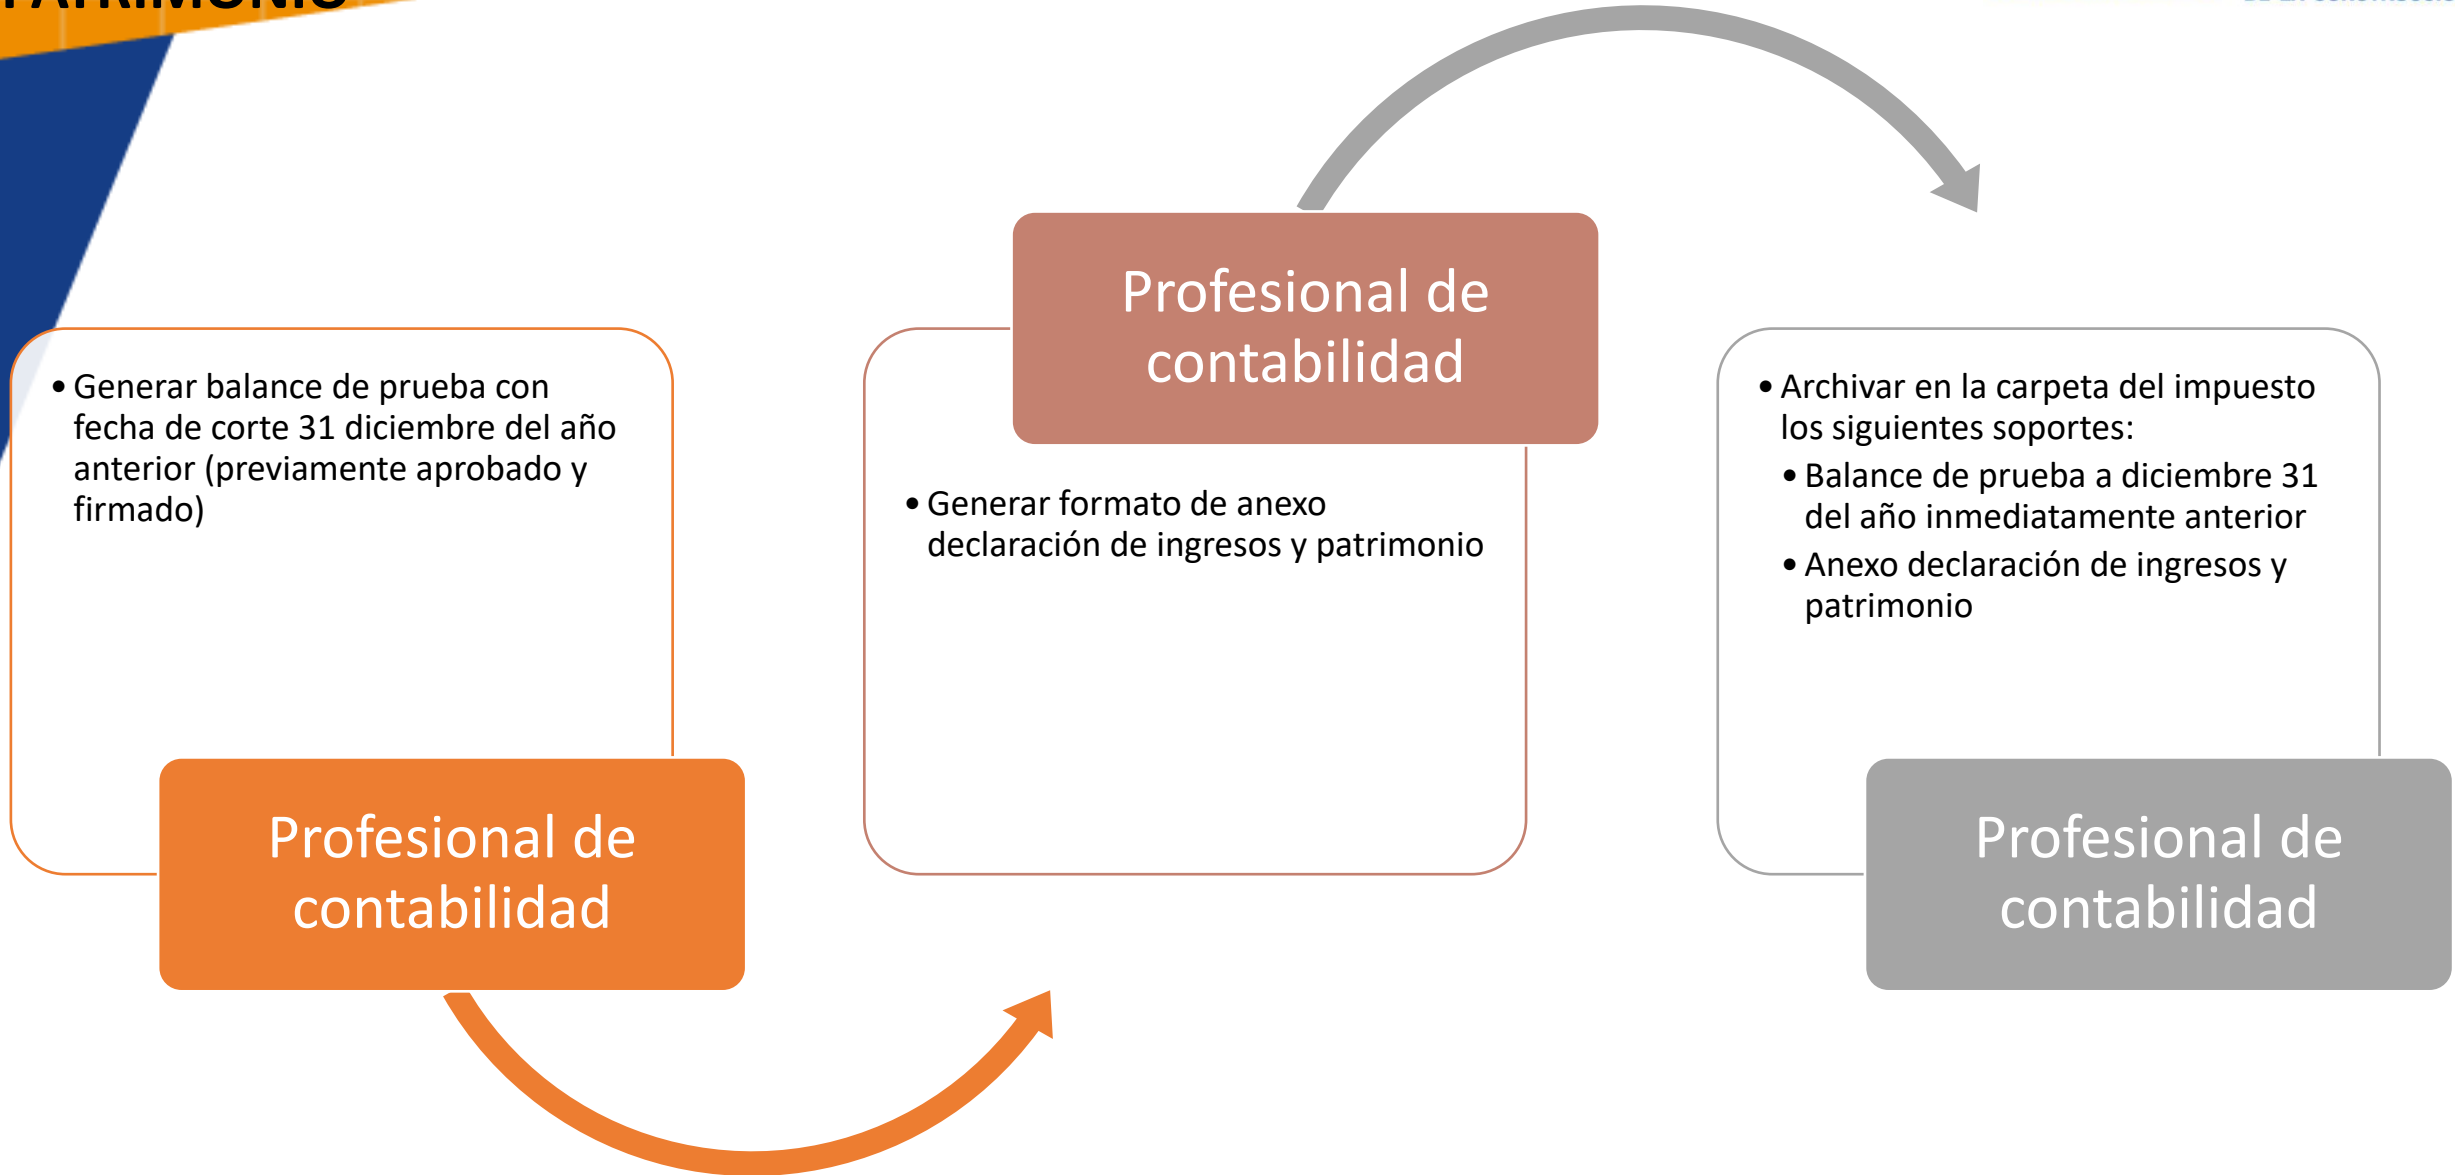 PATRIMONIO
• Generar balance de prueba con
fecha de corte 31 diciembre del año
anterior (previamente aprobado y
firmado)
Profesional de
contabilidad
Profesional de
contabilidad
• Generar formato de anexo
declaración de ingresos y patrimonio
• Archivar en la carpeta del impuesto
los siguientes soportes:
• Balance de prueba a diciembre 31
del año inmediatamente anterior
• Anexo declaración de ingresos y
patrimonio
Profesional de
contabilidad